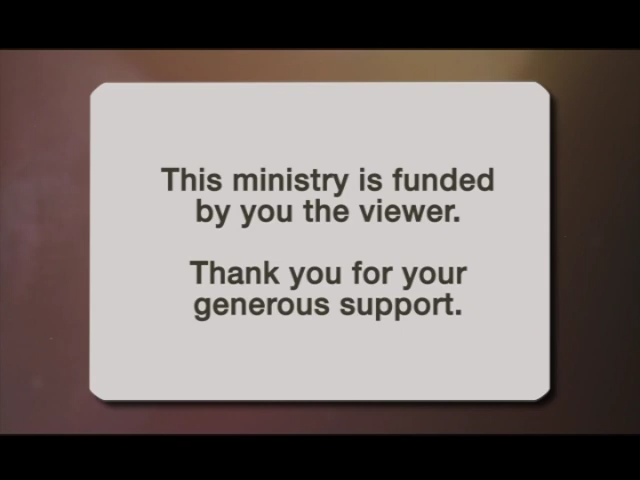 This ministry is funded
by you the viewer.
Thank you for your
generous support.